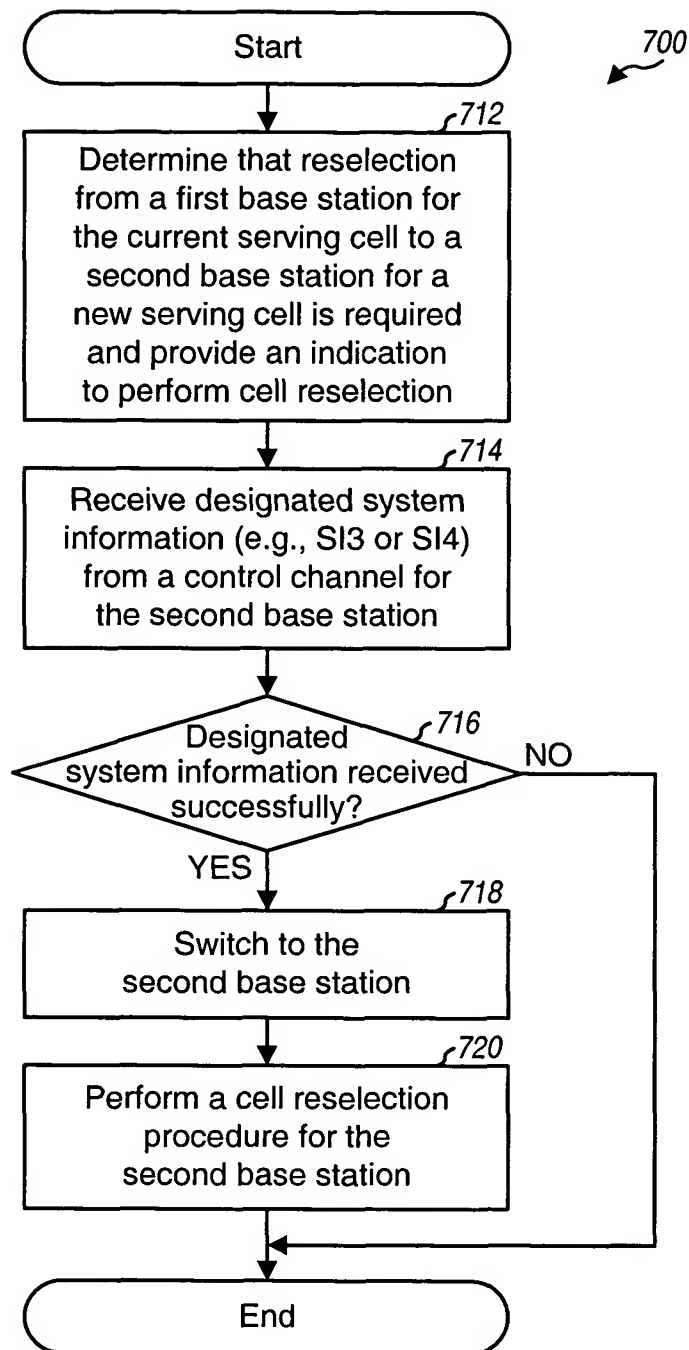 Start
700
712
Determine that reselection
from a first base station for
the current serving cell to a
second base station for a
new serving cell is required
and provide an indication
to perform cell reselection
714
Receive designated system
information (e.g., SI3 or SI4)
from a control channel for
the second base station
716
Designated
system information received
successfully?
NO
YES
718
Switch to the
second base station
720
Perform a cell reselection
procedure for the
second base station
End